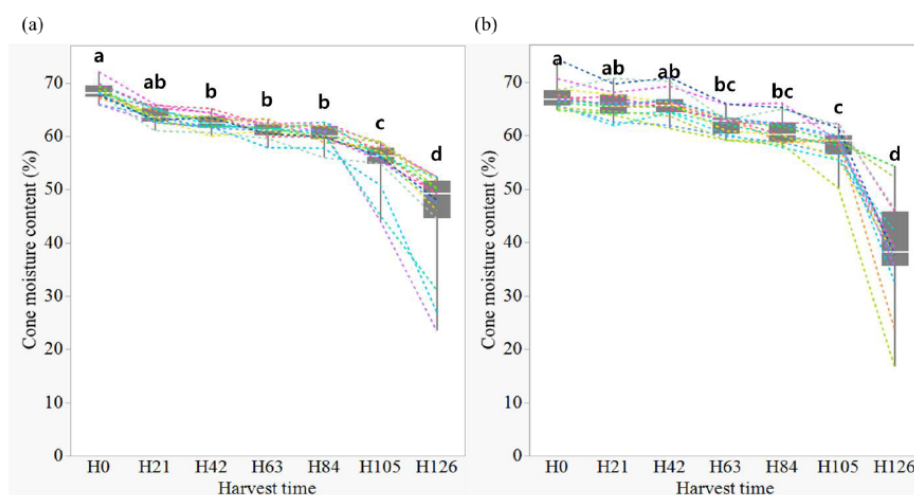 (a)
(b)
Cone moisture content (%)
70
60
50
40
30
20
10
0
a
ab
b
b
b
c
d
H0 H21 H42 H63 H84 H105 H126
Harvest time
Cone moisture content (%)
70
60
50
40
30
20
10
0
a
ab
ab
bc
bc
c
d
H0 H21 H42 H63 H84 H105 H126
Harvest time